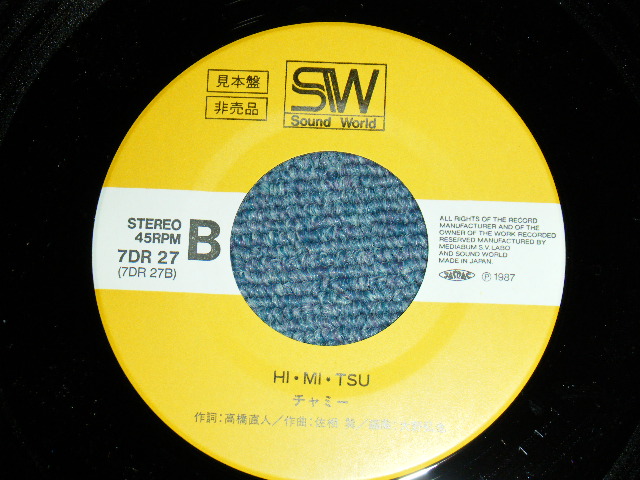 見本盤
非売品
SW
Sound World
STEREO
45RPM
B
7DR 27
(7DR 27B)
ALL RIGHTS OF THE RECORD
MANUFACTURER AND OF THE
OWNER OF THE WORK RECORDED
RESERVED MANUFACTURED BY
MEDIABUM S.V. LABO
AND SOUND WORLD
MADE IN JAPAN.
Ⓟ 1987
HI・MI・TSU
チャミー
作詞：高橋直人／作曲：佐橋